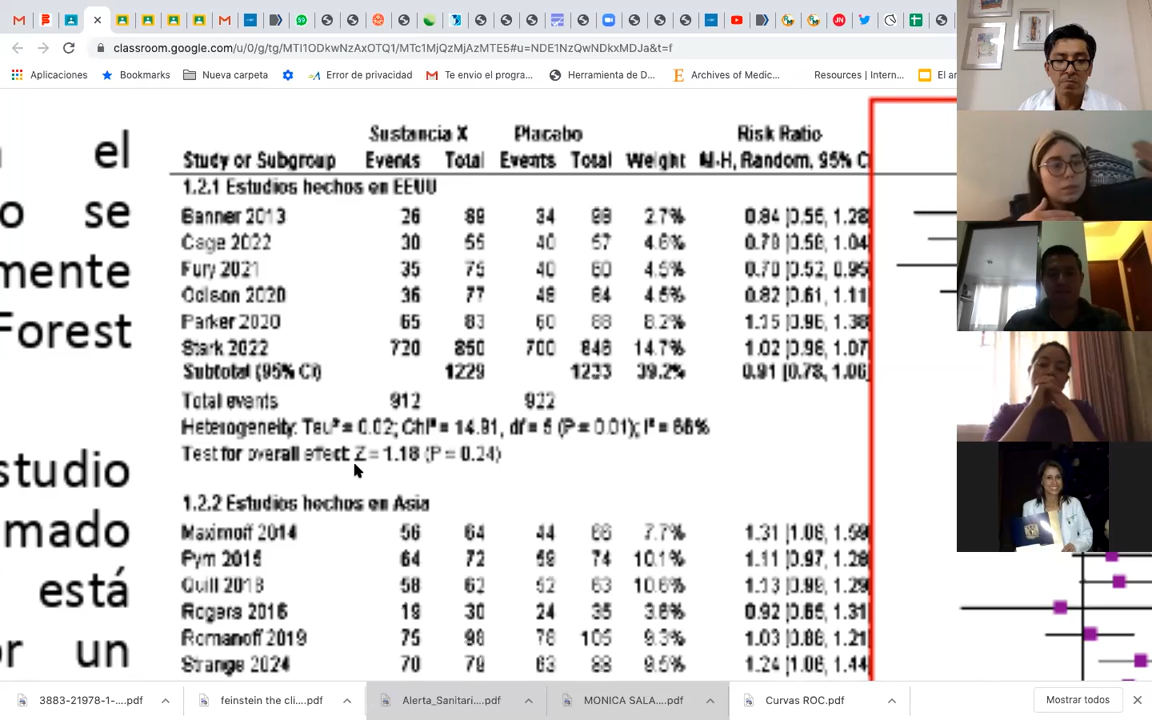 classroom.google.com/u/0/g/tg/MTI1ODkwNzAxOTQ1/MTc1MjQzMjAzMTE5#u=NDE1NzQwNDkxMDJa&t=f
Aplicaciones Bookmarks Nueva carpeta Error de privacidad Te envio el progra... Herramienta de D... Archives of Medic... Resources | Intern... El ar
el
se
mente
Forest
studio
mado
está
or un
Sustancia X Placebo Risk Ratio
Study or Subgroup Events Total Events Total Weight M-H, Random, 95% C
1.2.1 Estudios hechos en EEUU
Banner 2013 26 89 34 98 2.7% 0.84 [0.55, 1.28
Cage 2022 30 55 40 57 4.6% 0.78 [0.58, 1.04
Fury 2021 35 75 40 60 4.5% 0.70 [0.52, 0.95
Ocison 2020 36 77 48 84 4.5% 0.82 [0.61, 1.11
Parker 2020 65 83 60 88 8.2% 1.15 [0.96, 1.38
Stark 2022 720 850 700 846 14.7% 1.02 [0.98, 1.07
Subtotal (95% CI) 1229 1233 39.2% 0.91 [0.78, 1.06]
Total events 912 922
Heterogeneity: Tau² = 0.02; Chi² = 14.91, df = 5 (P = 0.01); I² = 66%
Test for overall effect: Z = 1.18 (P = 0.24)
1.2.2 Estudios hechos en Asia
Maximoff 2014 56 64 44 66 7.7% 1.31 [1.08, 1.59
Pym 2015 64 72 59 74 10.1% 1.11 [0.97, 1.28
Quill 2018 58 62 52 63 10.6% 1.13 [0.99, 1.29
Rogers 2016 19 30 24 35 3.6% 0.92 [0.65, 1.31
Romanoff 2019 75 98 78 105 9.3% 1.03 [0.88, 1.21
Strange 2024 70 78 63 88 9.5% 1.24 [1.06, 1.44
3883-21978-1-....pdf feinstein the cli....pdf Alerta_Sanitari....pdf MONICA SALA....pdf Curvas ROC.pdf Mostrar todos